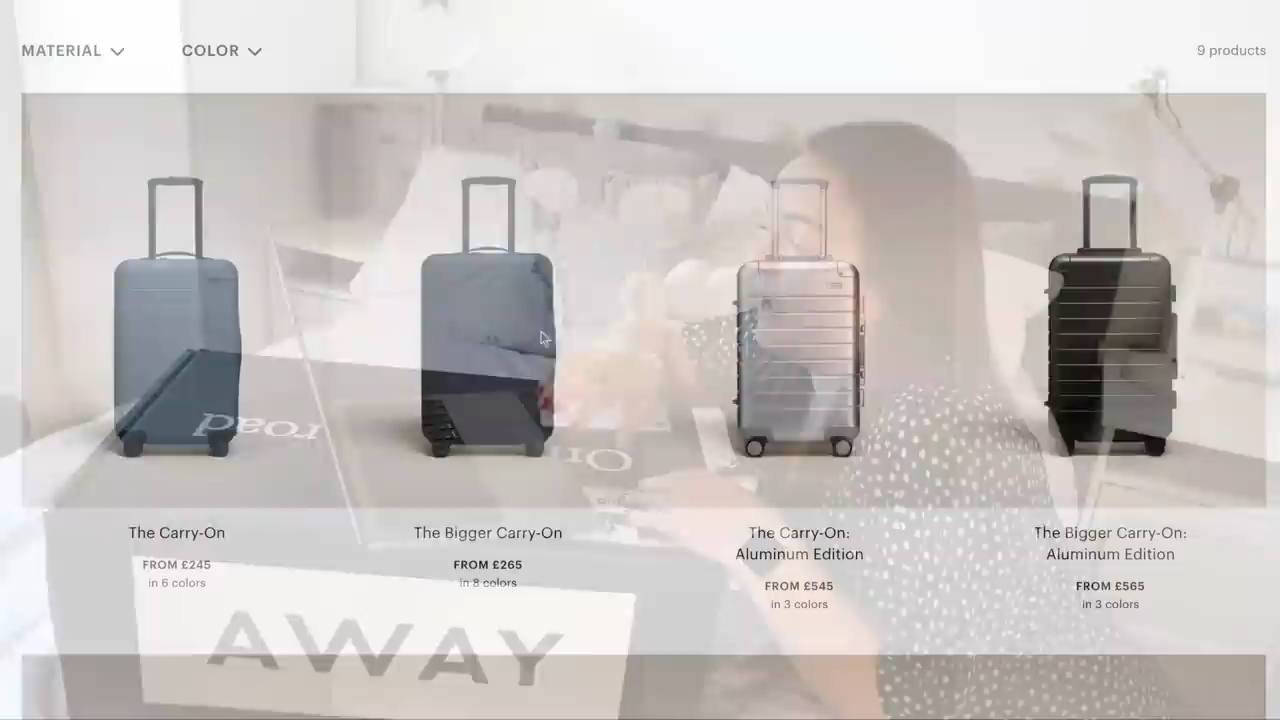 MATERIAL
COLOR
9 products
The Carry-On
FROM £245
in 6 colors
The Bigger Carry-On
FROM £265
in 8 colors
The Carry-On:
Aluminum Edition
FROM £545
in 3 colors
The Bigger Carry-On:
Aluminum Edition
FROM £565
in 3 colors
road
On
AWAY